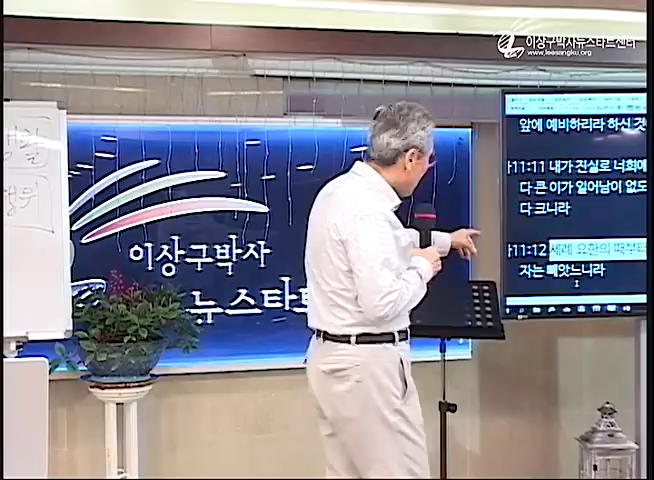 이상구박사뉴스타트센터
www.leesangku.org
앞에 예비하리라 하신
11:11 내가 진실로 너희에
다 큰 이가 일어남이 없도
다 크니라
11:12 세례 요한의 때부터
자는 빼앗느니라
이상구박사
뉴스타트